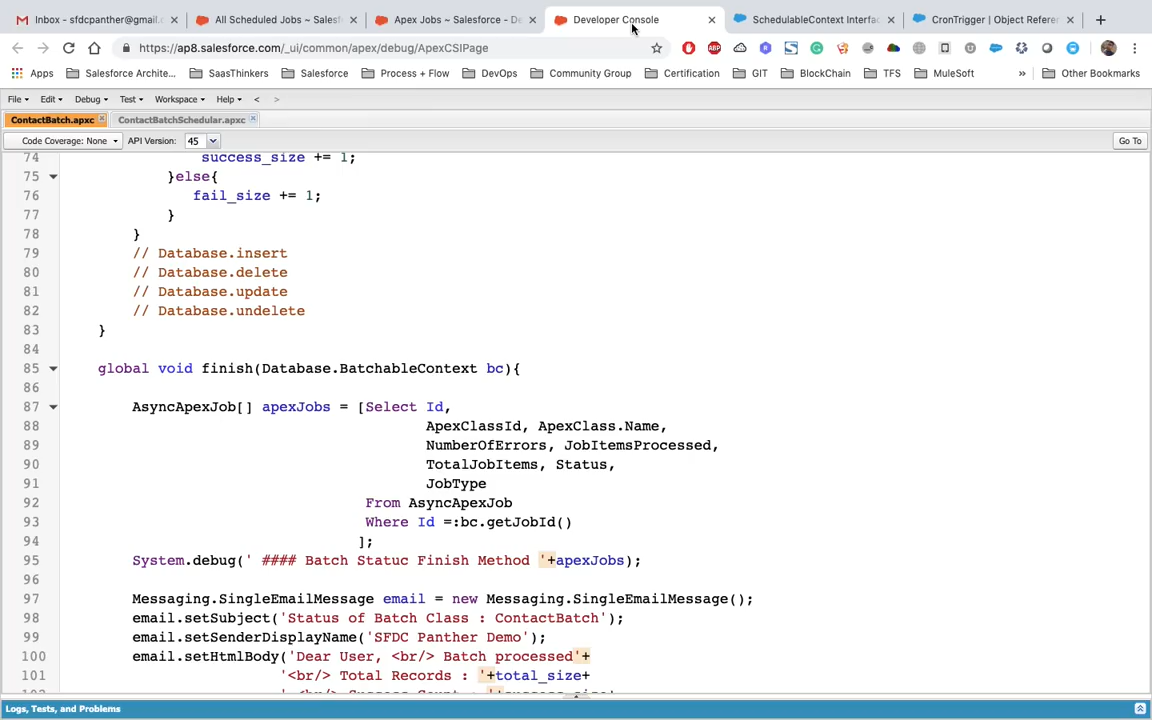 Inbox - sfdcpanther@gmail.
All Scheduled Jobs ~ Salesf
Apex Jobs ~ Salesforce - De
Developer Console
SchedulableContext Interfac
CronTrigger | Object Referen
https://ap8.salesforce.com/_ui/common/apex/debug/ApexCSIPage
Apps
Salesforce Archite...
SaasThinkers
Salesforce
Process + Flow
DevOps
Community Group
Certification
GIT
BlockChain
TFS
MuleSoft
»
Other Bookmarks
File
Edit
Debug
Test
Workspace
Help
<
>
ContactBatch.apxc
ContactBatchSchedular.apxc
Code Coverage: None
API Version:
45
Go To
74 success_size += 1;
75 }else{
76 fail_size += 1;
77 }
78 }
79 // Database.insert
80 // Database.delete
81 // Database.update
82 // Database.undelete
83 }
84
85 global void finish(Database.BatchableContext bc){
86
87 AsyncApexJob[] apexJobs = [Select Id,
88 ApexClassId, ApexClass.Name,
89 NumberOfErrors, JobItemsProcessed,
90 TotalJobItems, Status,
91 JobType
92 From AsyncApexJob
93 Where Id =:bc.getJobId()
94 ];
95 System.debug(' #### Batch Statuc Finish Method '+apexJobs);
96
97 Messaging.SingleEmailMessage email = new Messaging.SingleEmailMessage();
98 email.setSubject('Status of Batch Class : ContactBatch');
99 email.setSenderDisplayName('SFDC Panther Demo');
100 email.setHtmlBody('Dear User, <br/> Batch processed'+
101 '<br/> Total Records : '+total_size+
Logs, Tests, and Problems